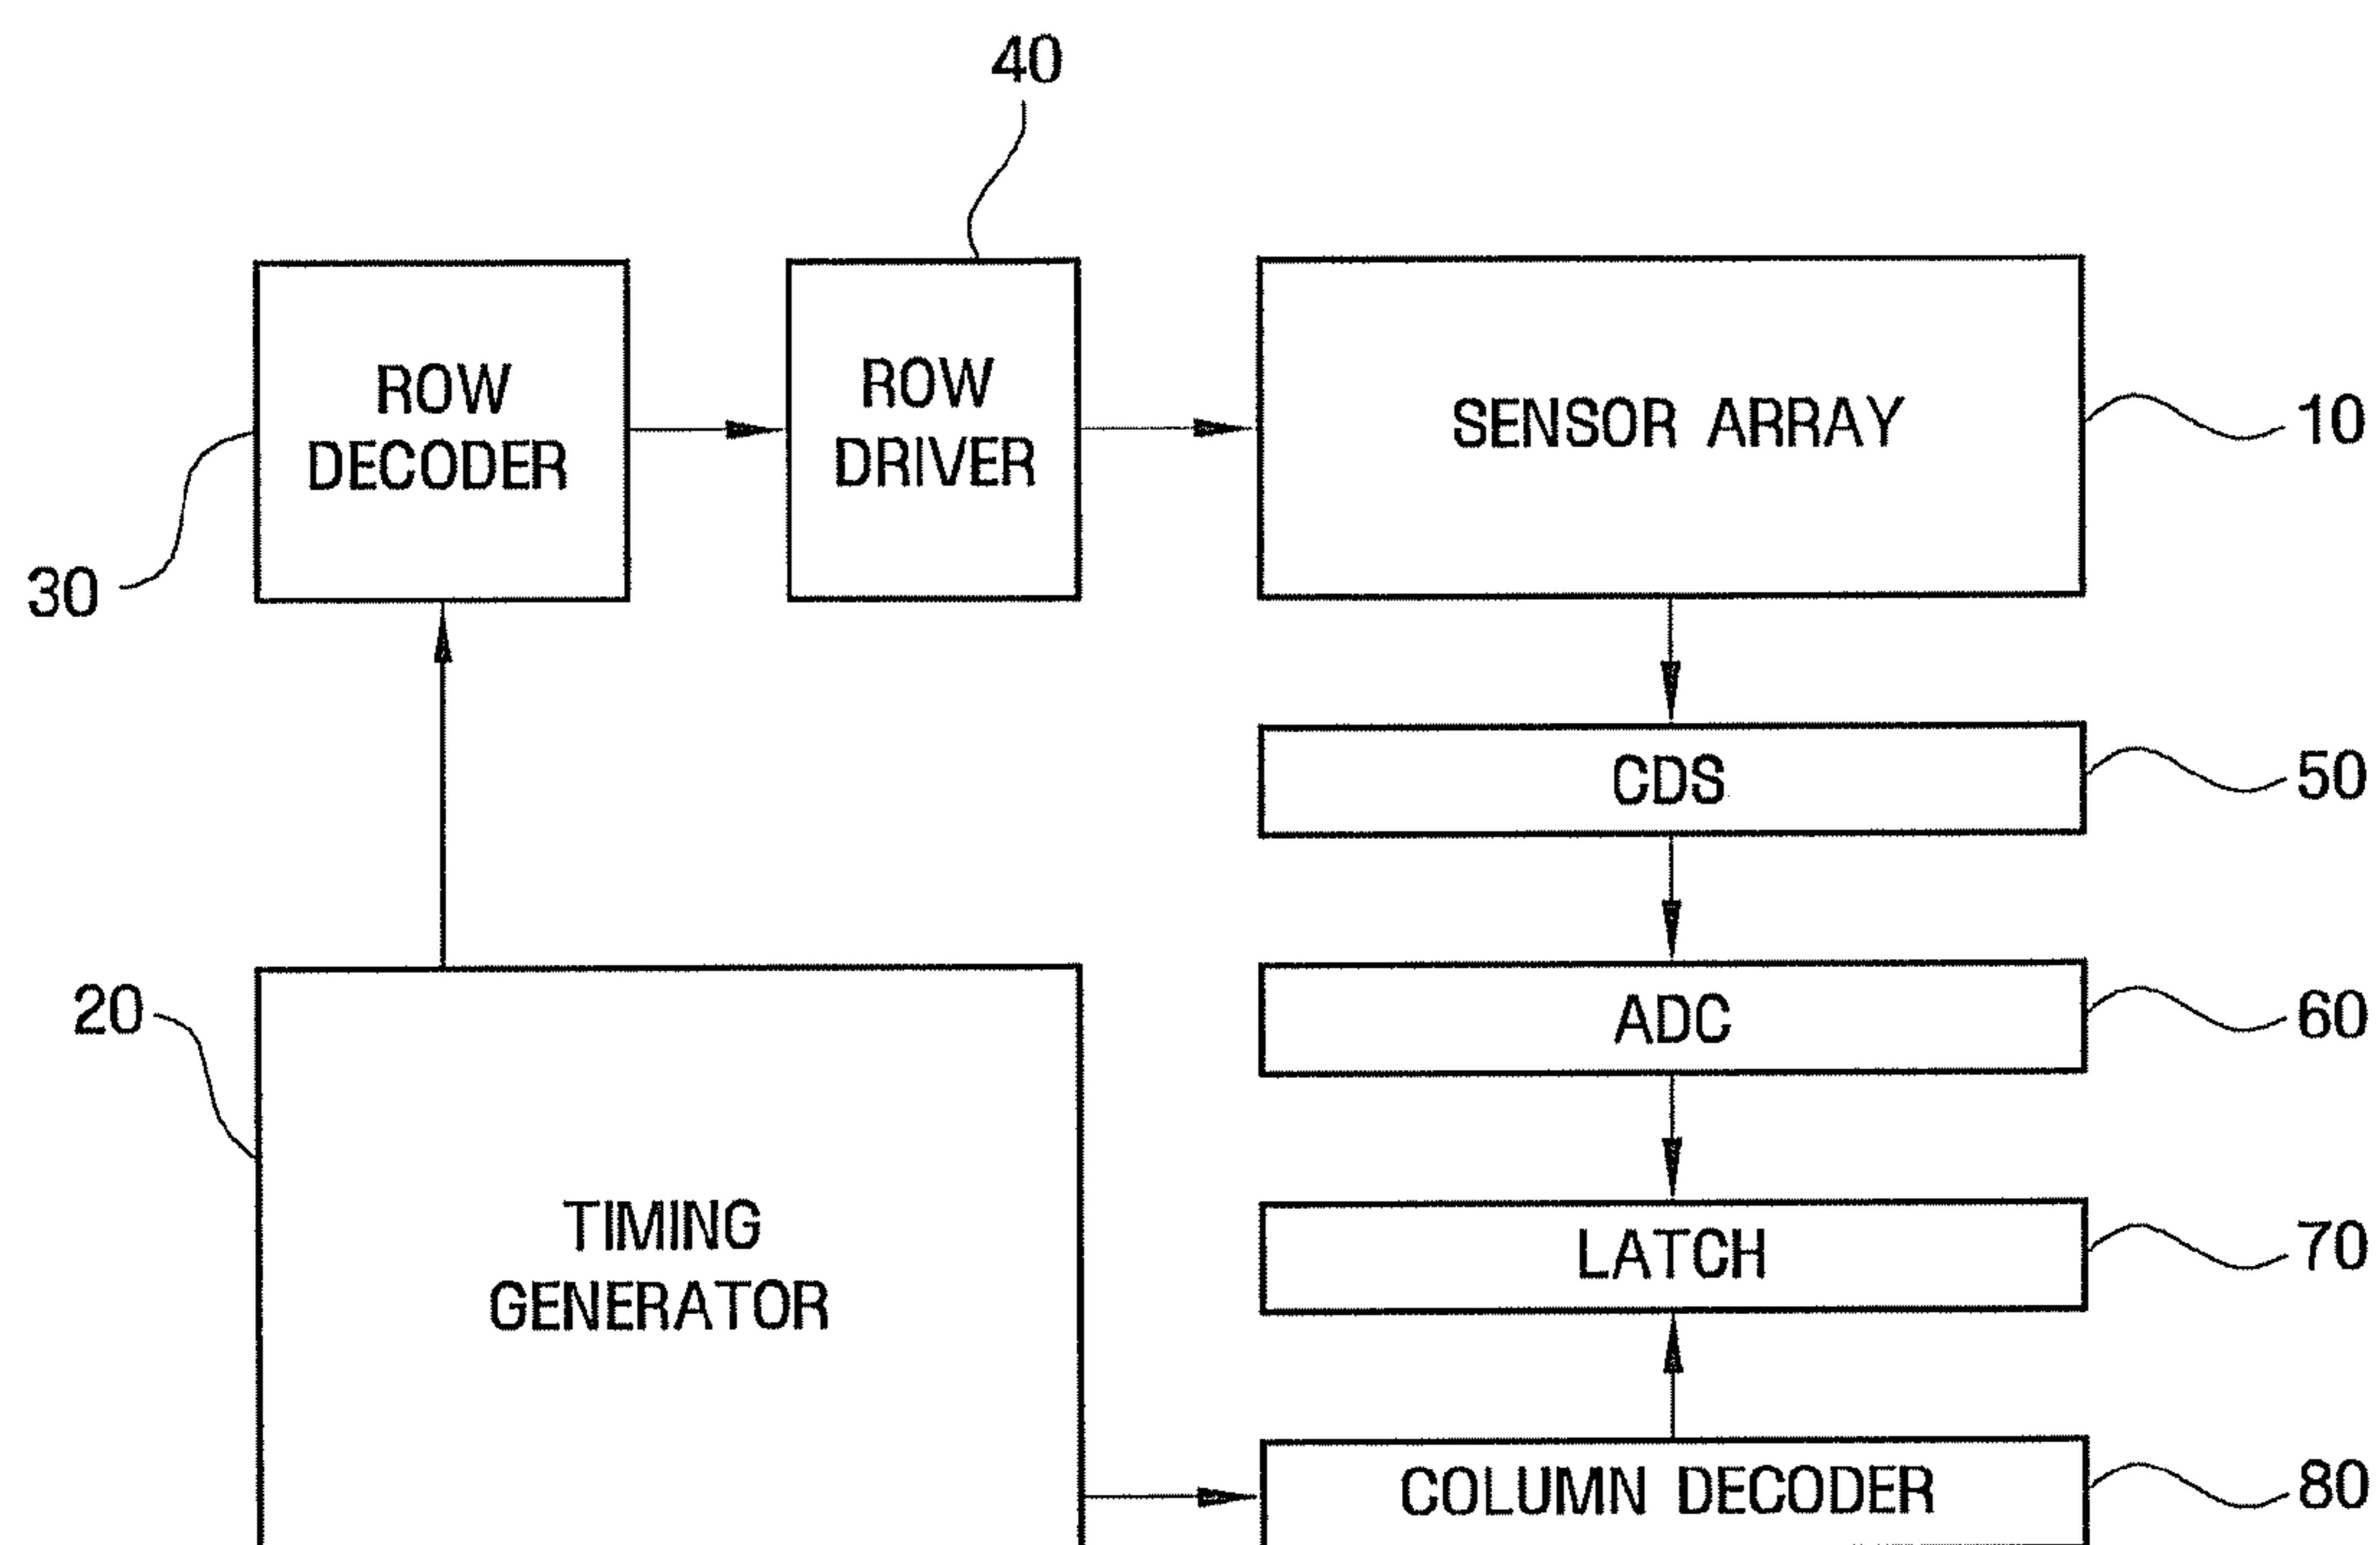 40
ROW
DECODER
ROW
DRIVER
SENSOR ARRAY
10
30
CDS
50
20
ADC
60
TIMING
GENERATOR
LATCH
70
COLUMN DECODER
80